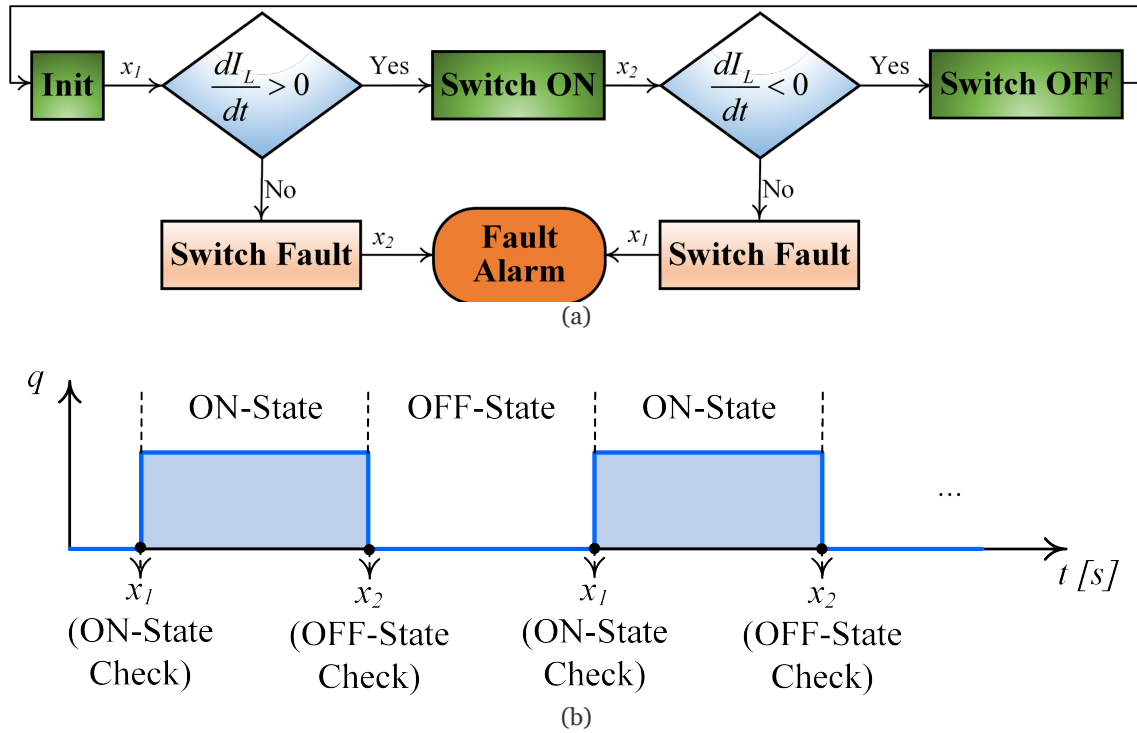 Init
x₁
dI_L/dt > 0
Yes
Switch ON
x₂
dI_L/dt < 0
Yes
Switch OFF
No
No
Switch Fault
x₂
Fault
Alarm
x₁
Switch Fault
(a)
q
ON-State
OFF-State
ON-State
...
t [s]
x₁
x₂
x₁
x₂
(ON-State
Check)
(OFF-State
Check)
(ON-State
Check)
(OFF-State
Check)
(b)